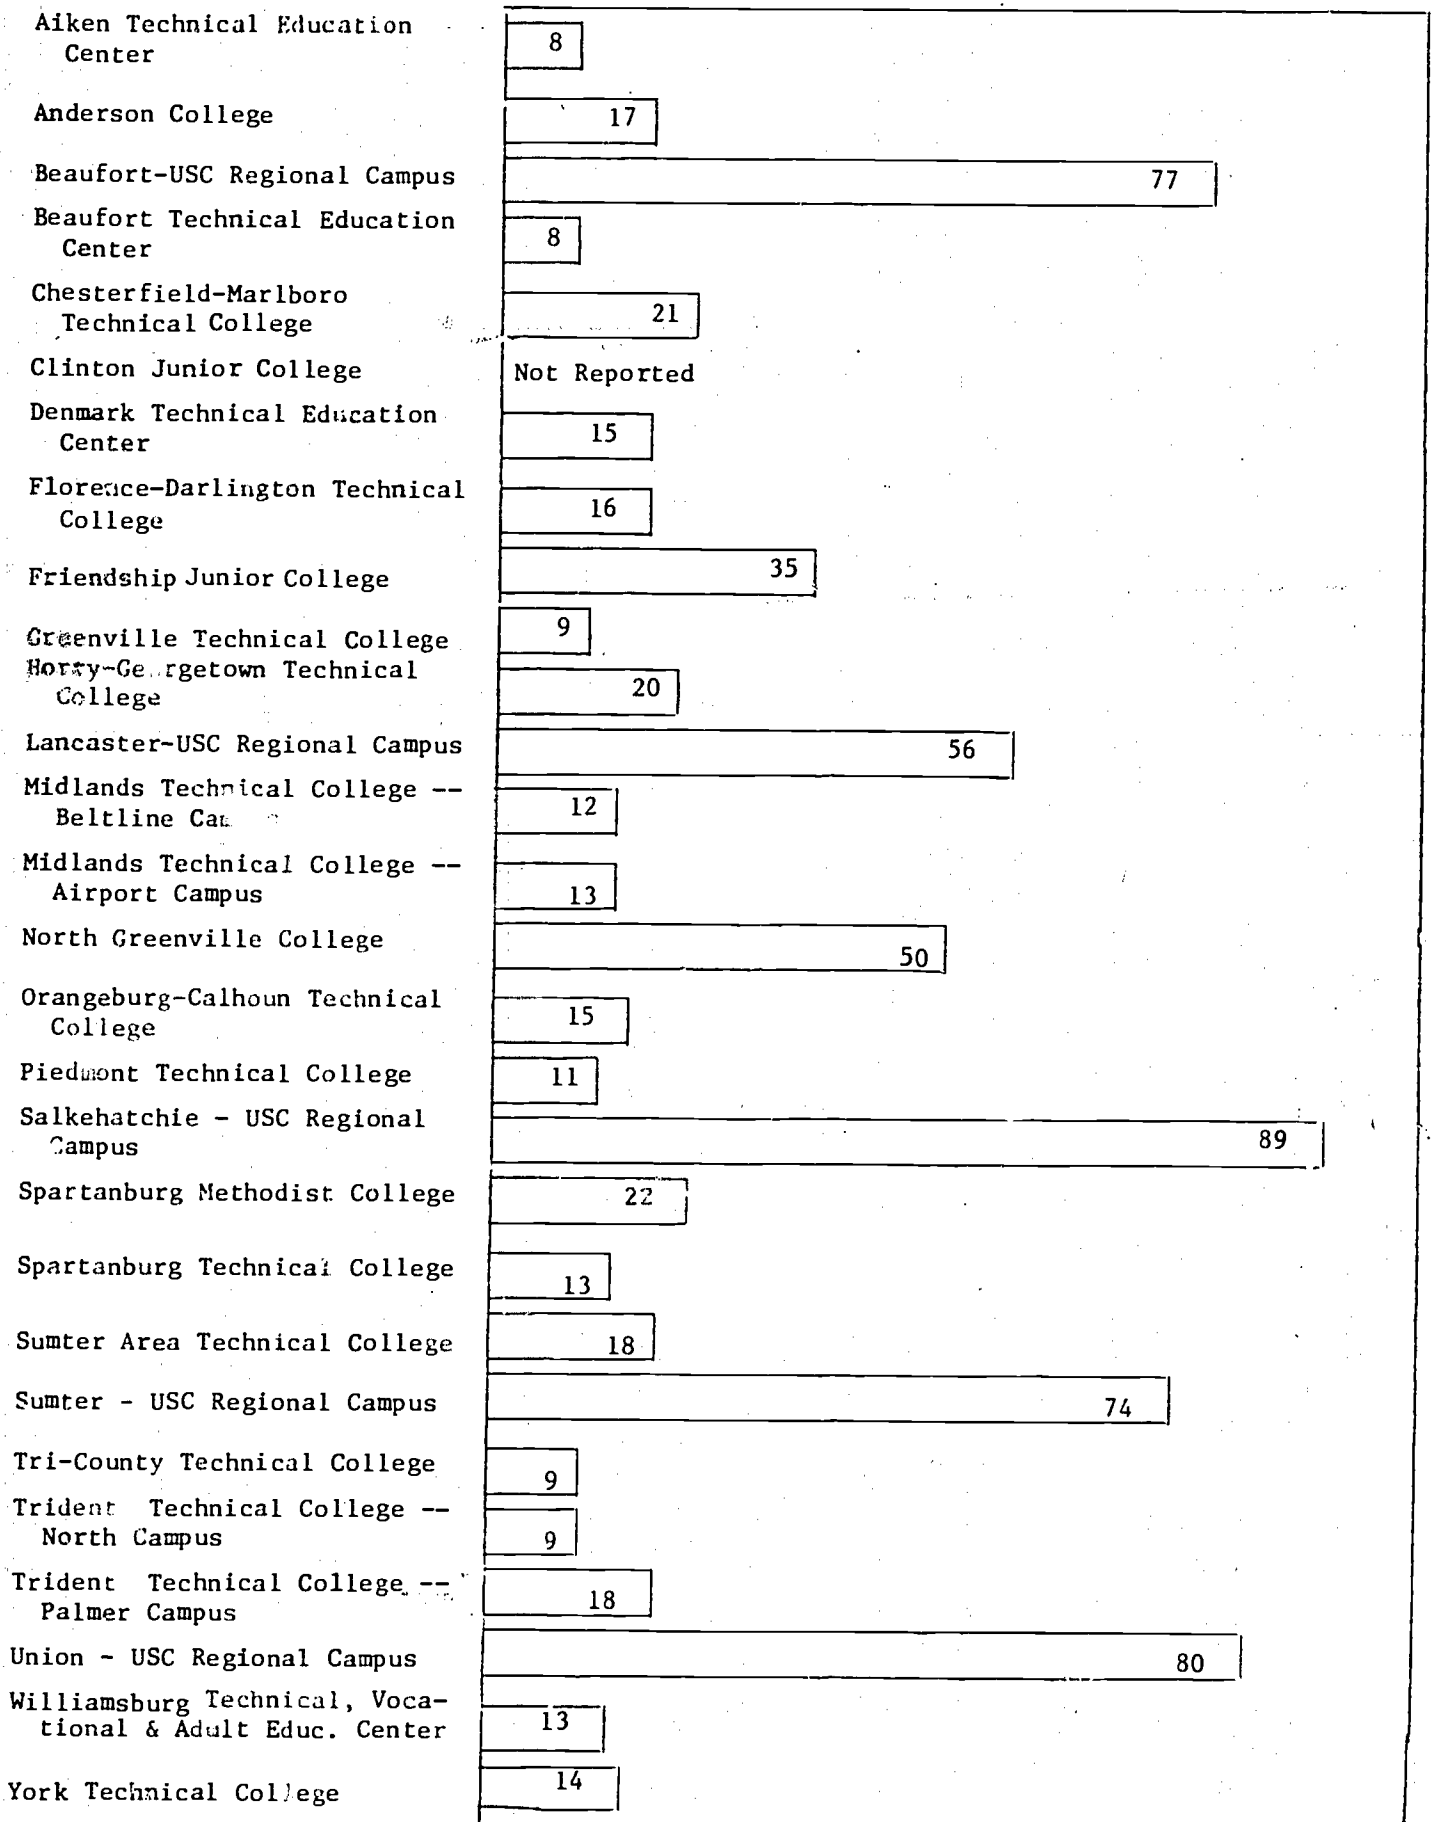 Aiken Technical Education
Center
8
Anderson College
17
Beaufort-USC Regional Campus
77
Beaufort Technical Education
Center
8
Chesterfield-Marlboro
Technical College
21
Clinton Junior College
Not Reported
Denmark Technical Education
Center
15
Florence-Darlington Technical
College
16
Friendship Junior College
35
Greenville Technical College
9
Horry-Ge rgetown Technical
College
20
Lancaster-USC Regional Campus
56
Midlands Technical College --
Beltline
12
Midlands Technical College --
Airport Campus
13
North Greenville College
50
Orangeburg-Calhoun Technical
College
15
Piedmont Technical College
11
Salkehatchie - USC Regional
Campus
89
Spartanburg Methodist College
22
Spartanburg Technical College
13
Sumter Area Technical College
18
Sumter - USC Regional Campus
74
Tri-County Technical College
9
Trident Technical College --
North Campus
9
Trident Technical College --
Palmer Campus
18
Union - USC Regional Campus
80
Williamsburg Technical, Voca-
tional & Adult Educ. Center
13
York Technical College
14